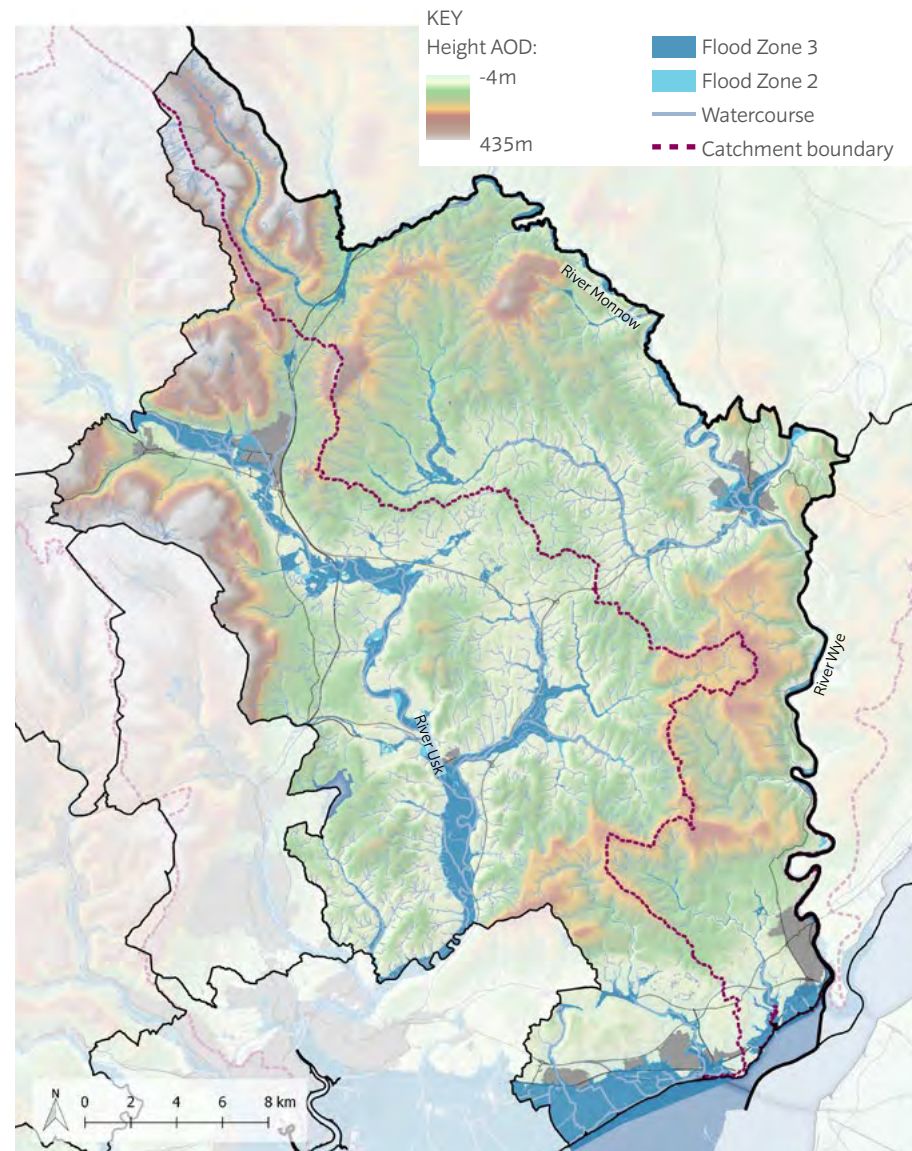 KEY
Height AOD:
-4m
435m
Flood Zone 3
Flood Zone 2
Watercourse
Catchment boundary
River Monnow
River Wye
River Usk
N
0 2 4 6 8 km